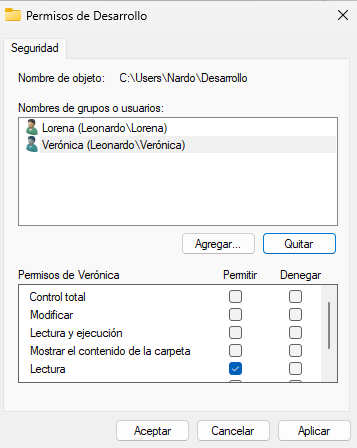 Permisos de Desarrollo
Seguridad
Nombre de objeto: C:\Users\Nardo\Desarrollo
Nombres de grupos o usuarios:
Lorena (Leonardo\Lorena)
Verónica (Leonardo\Verónica)
Agregar... Quitar
Permisos de Verónica Permitir Denegar
Control total
Modificar
Lectura y ejecución
Mostrar el contenido de la carpeta
Lectura
Aceptar Cancelar Aplicar